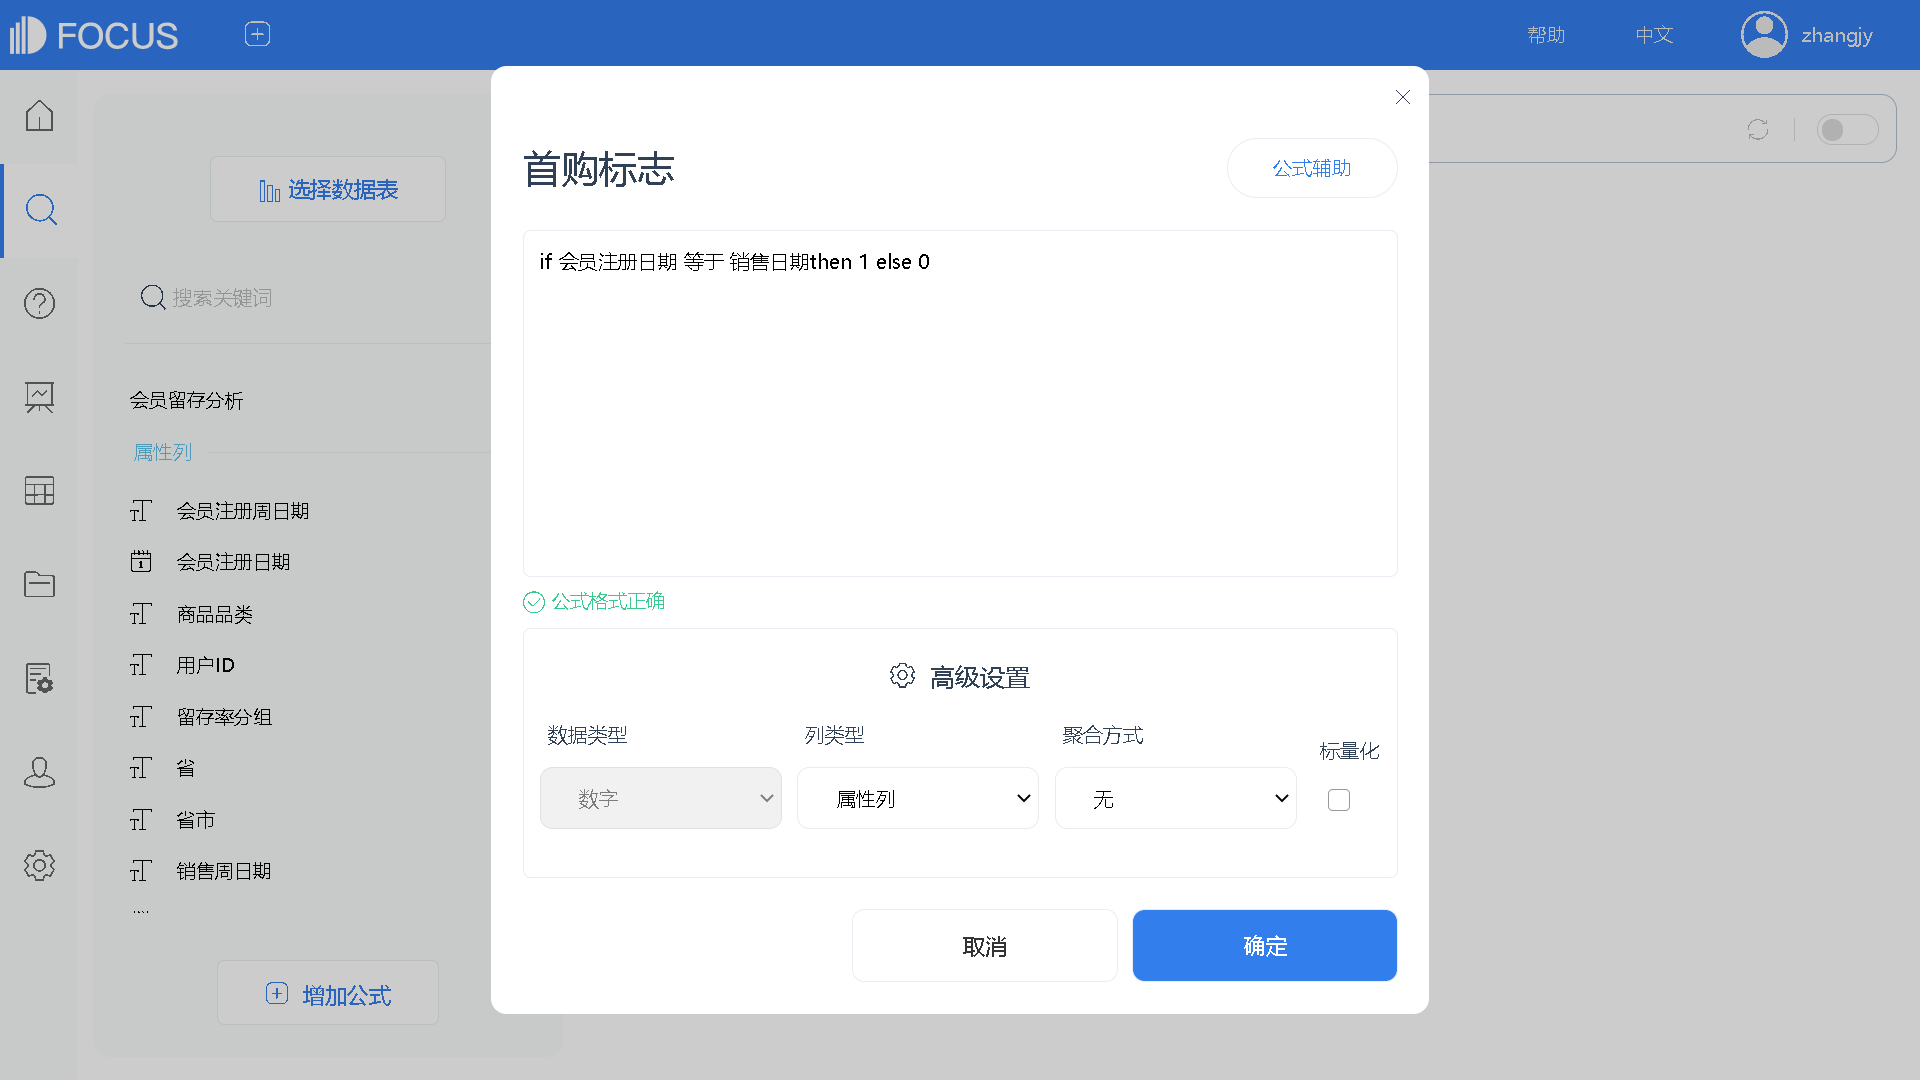 FOCUS
帮助
中文
zhangjy
选择数据表
搜索关键词
会员留存分析
属性列
会员注册周日期
会员注册日期
商品品类
用户ID
留存率分组
省
省市
销售周日期
增加公式
首购标志
公式辅助
if 会员注册日期 等于 销售日期then 1 else 0
公式格式正确
高级设置
数据类型
列类型
聚合方式
标量化
数字
属性列
无
取消
确定